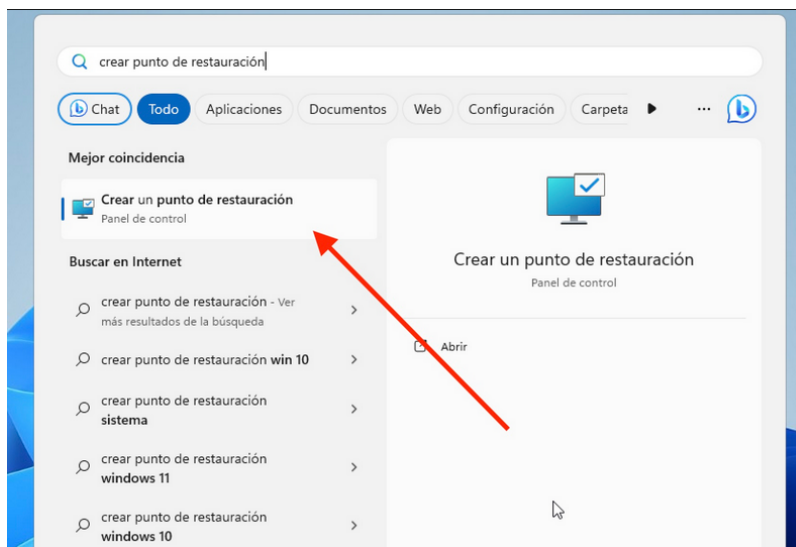 crear punto de restauración
Chat
Todo
Aplicaciones
Documentos
Web
Configuración
Carpeta
Mejor coincidencia
Crear un punto de restauración
Panel de control
Buscar en Internet
crear punto de restauración - Ver
más resultados de la búsqueda
crear punto de restauración win 10
crear punto de restauración
sistema
crear punto de restauración
windows 11
crear punto de restauración
windows 10
Crear un punto de restauración
Panel de control
Abrir